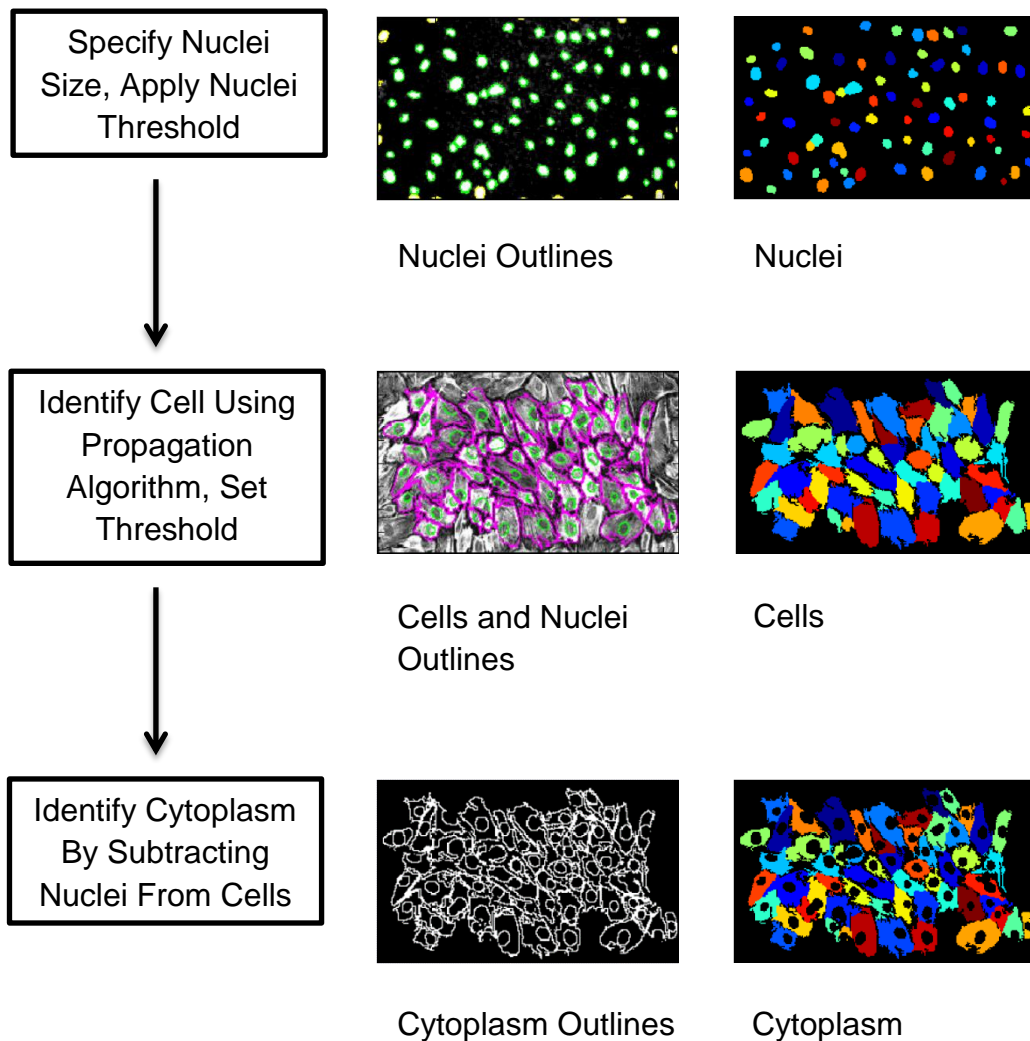 Specify Nuclei
Size, Apply Nuclei
Threshold
Nuclei Outlines
Nuclei
Identify Cell Using
Propagation
Algorithm, Set
Threshold
Cells and Nuclei
Outlines
Cells
Identify Cytoplasm
By Subtracting
Nuclei From Cells
Cytoplasm Outlines
Cytoplasm